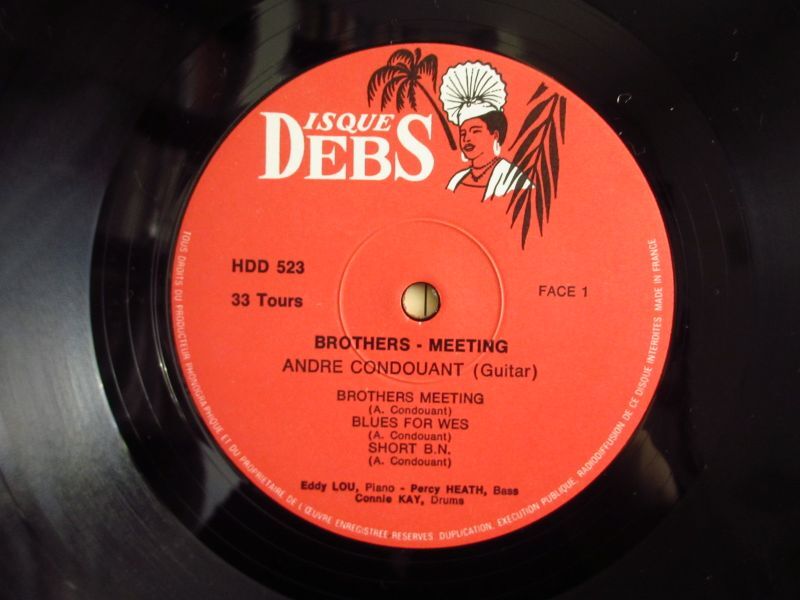 DISQUE
DEBS
HDD 523
33 Tours
FACE 1
BROTHERS - MEETING
ANDRE CONDOUANT (Guitar)
BROTHERS MEETING
(A. Condouant)
BLUES FOR WES
(A. Condouant)
SHORT B.N.
(A. Condouant)
Eddy LOU, Piano - Percy HEATH, Bass
Connie KAY, Drums
TOUS DROITS DU PRODUCTEUR PHONOGRAPHIQUE ET DU PROPRIETAIRE DE L'ŒUVRE ENREGISTREE RESERVES DUPLICATION, EXECUTION PUBLIQUE, RADIODIFFUSION DE CE DISQUE INTERDITES MADE IN FRANCE